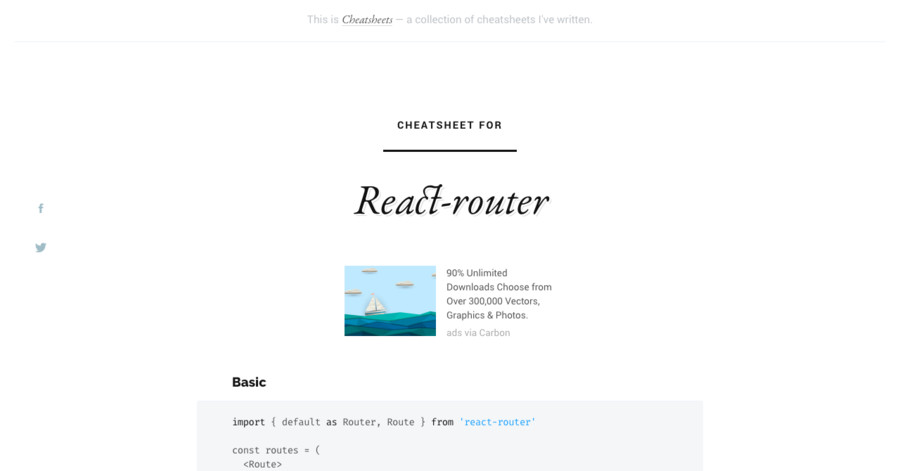 This is Cheatsheets — a collection of cheatsheets I've written.
CHEATSHEET FOR
React-router
90% Unlimited
Downloads Choose from
Over 300,000 Vectors,
Graphics & Photos.
ads via Carbon
Basic
import { default as Router, Route } from 'react-router'
const routes = (
<Route>